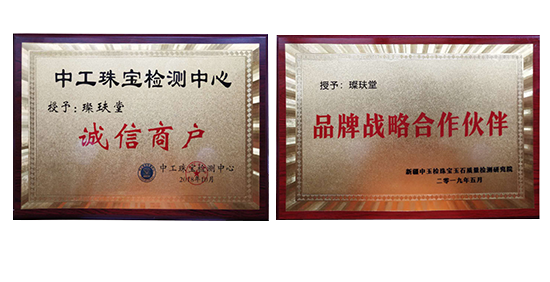 中工珠宝检测中心
授予:璨玞堂
诚信商户
中工珠宝检测中心
2018年10月
授予:璨玞堂
品牌战略合作伙伴
新疆中玉检珠宝玉石质量检测研究院
二零一九年五月